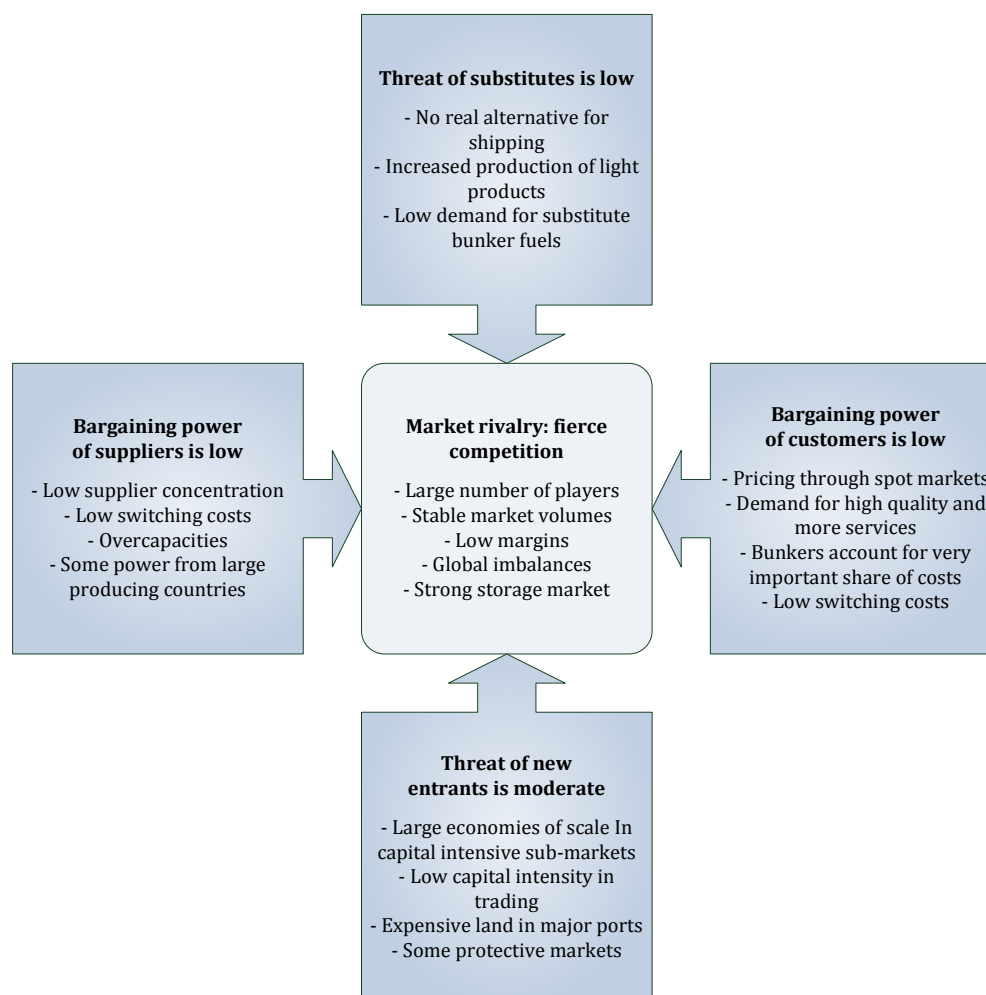 Threat of substitutes is low
- No real alternative for
shipping
- Increased production of light
products
- Low demand for substitute
bunker fuels
Bargaining power
of suppliers is low
- Low supplier concentration
- Low switching costs
- Overcapacities
- Some power from large
producing countries
Market rivalry: fierce
competition
- Large number of players
- Stable market volumes
- Low margins
- Global imbalances
- Strong storage market
Bargaining power
of customers is low
- Pricing through spot markets
- Demand for high quality and
more services
- Bunkers account for very
important share of costs
- Low switching costs
Threat of new
entrants is moderate
- Large economies of scale In
capital intensive sub-markets
- Low capital intensity in
trading
- Expensive land in major ports
- Some protective markets